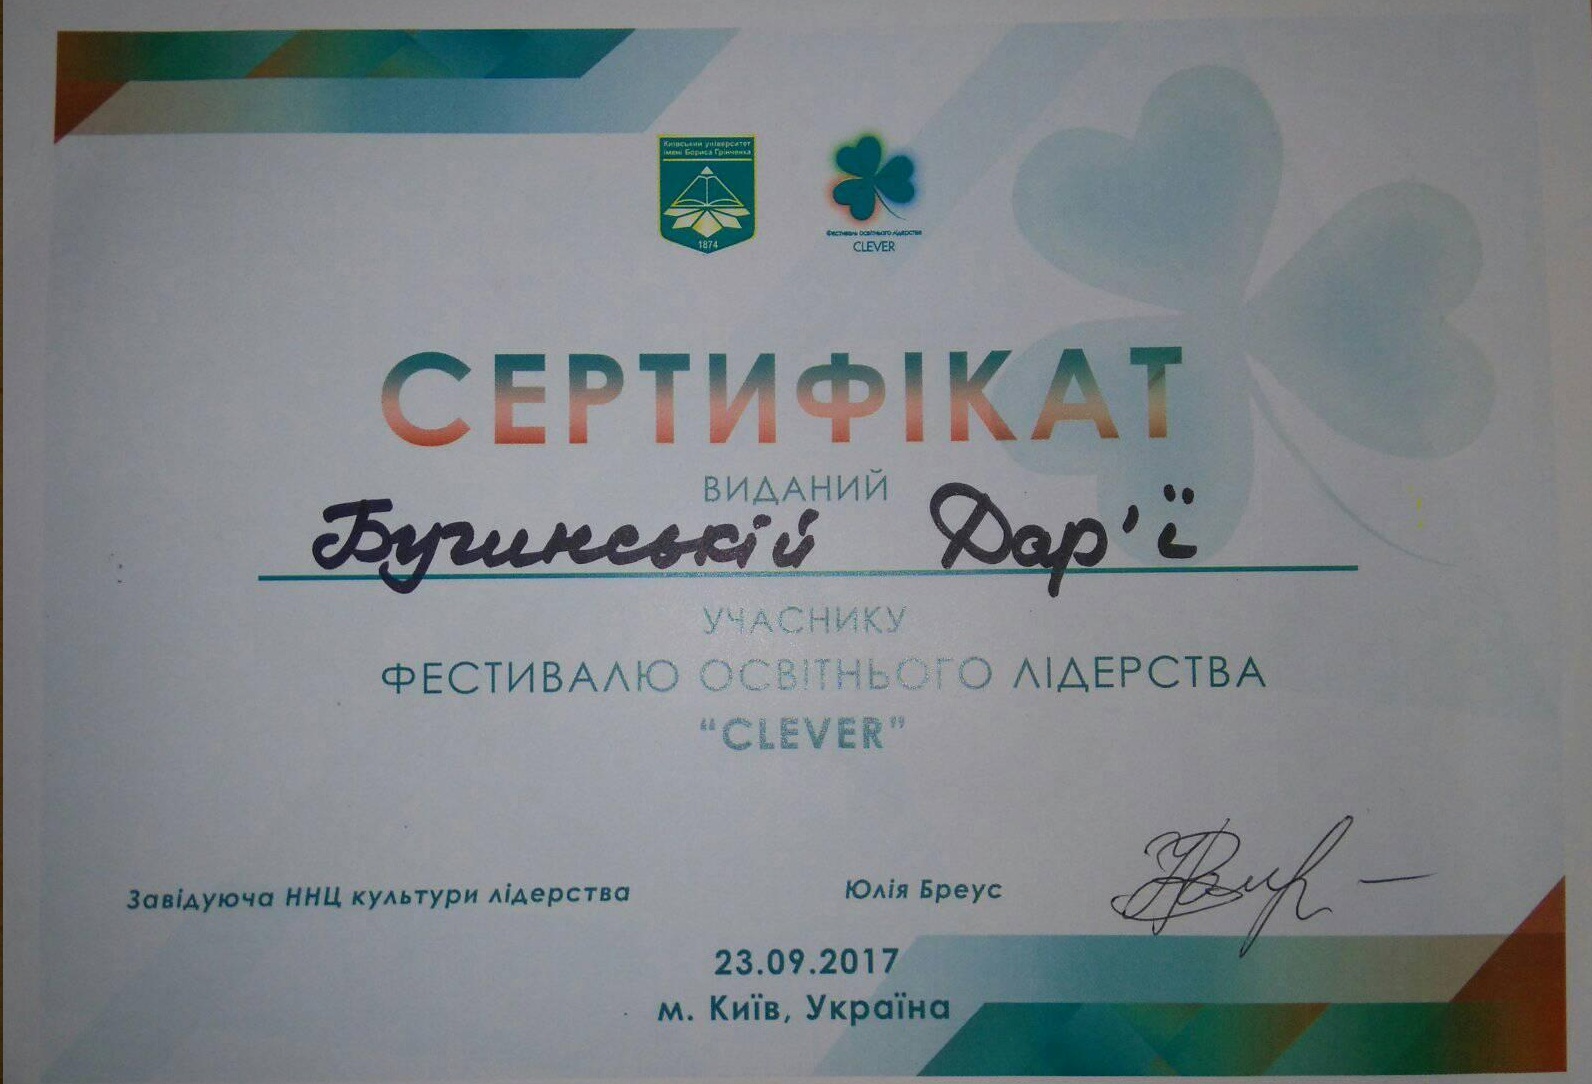 Київський університет
імені Бориса Грінченка
1874
Фестиваль освітнього лідерства
CLEVER
СЕРТИФІКАТ
ВИДАНИЙ
Бучинській Дар'ї
УЧАСНИКУ
ФЕСТИВАЛЮ ОСВІТНЬОГО ЛІДЕРСТВА
“CLEVER”
Завідуюча ННЦ культури лідерства Юлія Бреус
23.09.2017
м. Київ, Україна